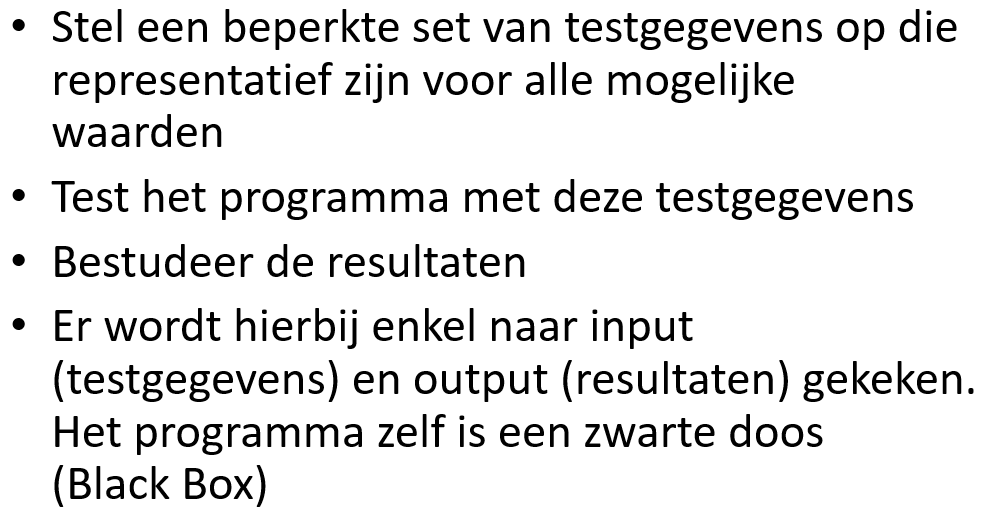 • Stel een beperkte set van testgegevens op die
representatief zijn voor alle mogelijke
waarden
• Test het programma met deze testgegevens
• Bestudeer de resultaten
• Er wordt hierbij enkel naar input
(testgegevens) en output (resultaten) gekeken.
Het programma zelf is een zwarte doos
(Black Box)